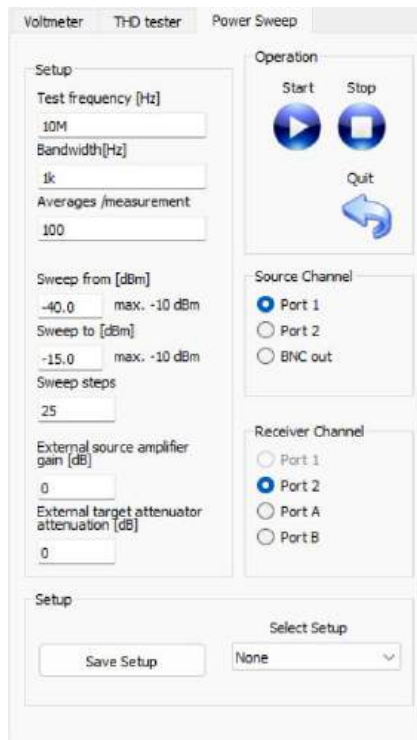 Voltmeter THD tester Power Sweep
Setup
Test frequency [Hz]
10M
Bandwidth[Hz]
1k
Averages /measurement
100
Sweep from [dBm]
-40.0 max. -10 dBm
Sweep to [dBm]
-15.0 max. -10 dBm
Sweep steps
25
External source amplifier
gain [dB]
0
External target attenuator
attenuation [dB]
0
Operation
Start Stop
Quit
Source Channel
Port 1
Port 2
BNC out
Receiver Channel
Port 1
Port 2
Port A
Port B
Setup
Save Setup
Select Setup
None